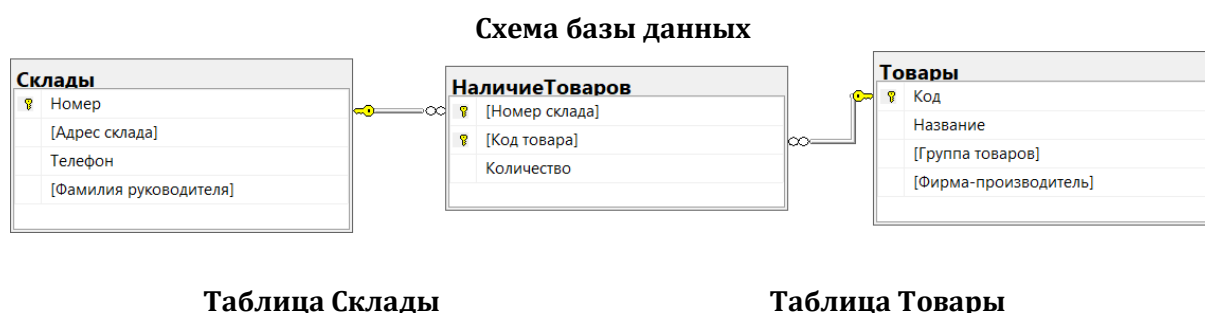 Схема базы данных
Склады
Номер
[Адрес склада]
Телефон
[Фамилия руководителя]
НаличиеТоваров
[Номер склада]
[Код товара]
Количество
Товары
Код
Название
[Группа товаров]
[Фирма-производитель]
Таблица Склады
Таблица Товары